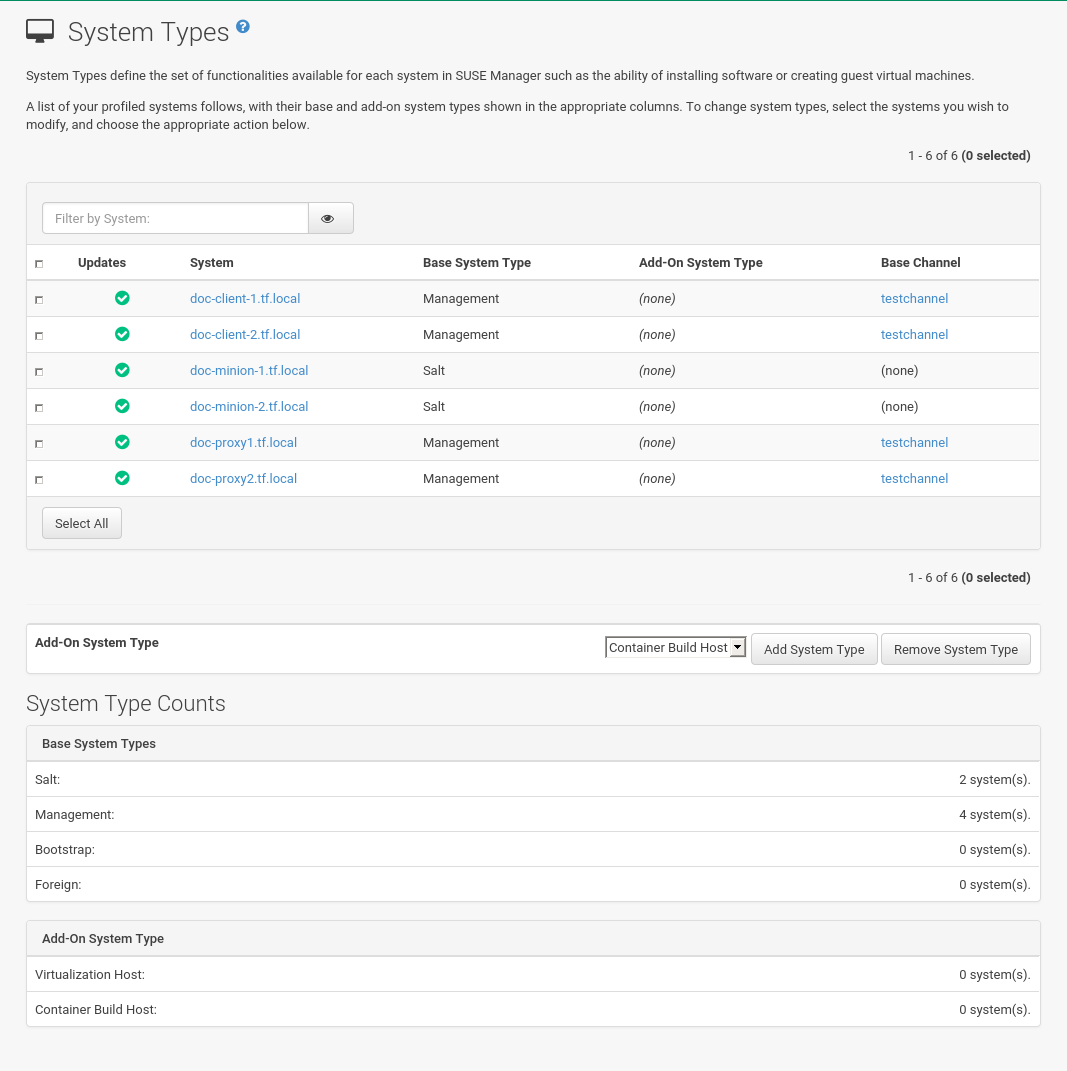 System Types ?
System Types define the set of functionalities available for each system in SUSE Manager such as the ability of installing software or creating guest virtual machines.
A list of your profiled systems follows, with their base and add-on system types shown in the appropriate columns. To change system types, select the systems you wish to
modify, and choose the appropriate action below.
1 - 6 of 6 (0 selected)
Filter by System:
Updates System Base System Type Add-On System Type Base Channel
doc-client-1.tf.local Management (none) testchannel
doc-client-2.tf.local Management (none) testchannel
doc-minion-1.tf.local Salt (none) (none)
doc-minion-2.tf.local Salt (none) (none)
doc-proxy1.tf.local Management (none) testchannel
doc-proxy2.tf.local Management (none) testchannel
Select All
1 - 6 of 6 (0 selected)
Add-On System Type Container Build Host Add System Type Remove System Type
System Type Counts
Base System Types
Salt: 2 system(s).
Management: 4 system(s).
Bootstrap: 0 system(s).
Foreign: 0 system(s).
Add-On System Type
Virtualization Host: 0 system(s).
Container Build Host: 0 system(s).